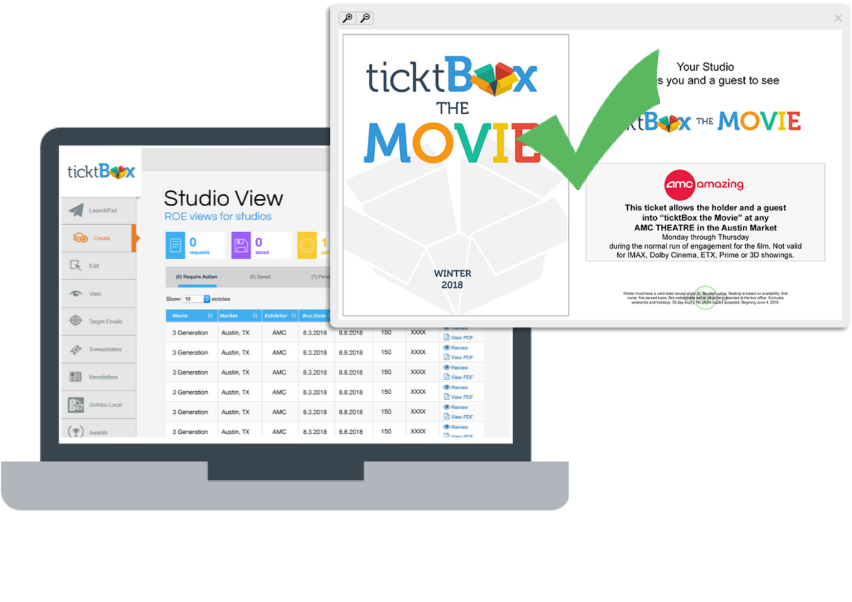 ticktBox
THE
MOVIE
WINTER
2018
Your Studio
s you and a guest to see
ktBox THE MOVIE
amc amazing
This ticket allows the holder and a guest
into “ticktBox the Movie” at any
AMC THEATRE in the Austin Market
Monday through Thursday
during the normal run of engagement for the film. Not valid
for IMAX, Dolby Cinema, ETX, Prime or 3D showings.
ticktBox
LaunchPad
Create
Edit
View
Target Emails
Sweepstakes
Newsletters
GoFobo Local
Awards
Studio View
ROE views for studios
0
requests
0
saved
1
(0) Require Action (0) Saved (1) Pend
Show 10 entries
Movie Market Exhibitor Run Date
3 Generation Austin, TX AMC 8.3.2018 8.8.2018 150 XXXX Review
View PDF
3 Generation Austin, TX AMC 8.3.2018 8.8.2018 150 XXXX Review
View PDF
3 Generation Austin, TX AMC 8.3.2018 8.8.2018 150 XXXX Review
View PDF
3 Generation Austin, TX AMC 8.3.2018 8.8.2018 150 XXXX Review
View PDF
3 Generation Austin, TX AMC 8.3.2018 8.8.2018 150 XXXX Review
View PDF
3 Generation Austin, TX AMC 8.3.2018 8.8.2018 150 XXXX Review
View PDF